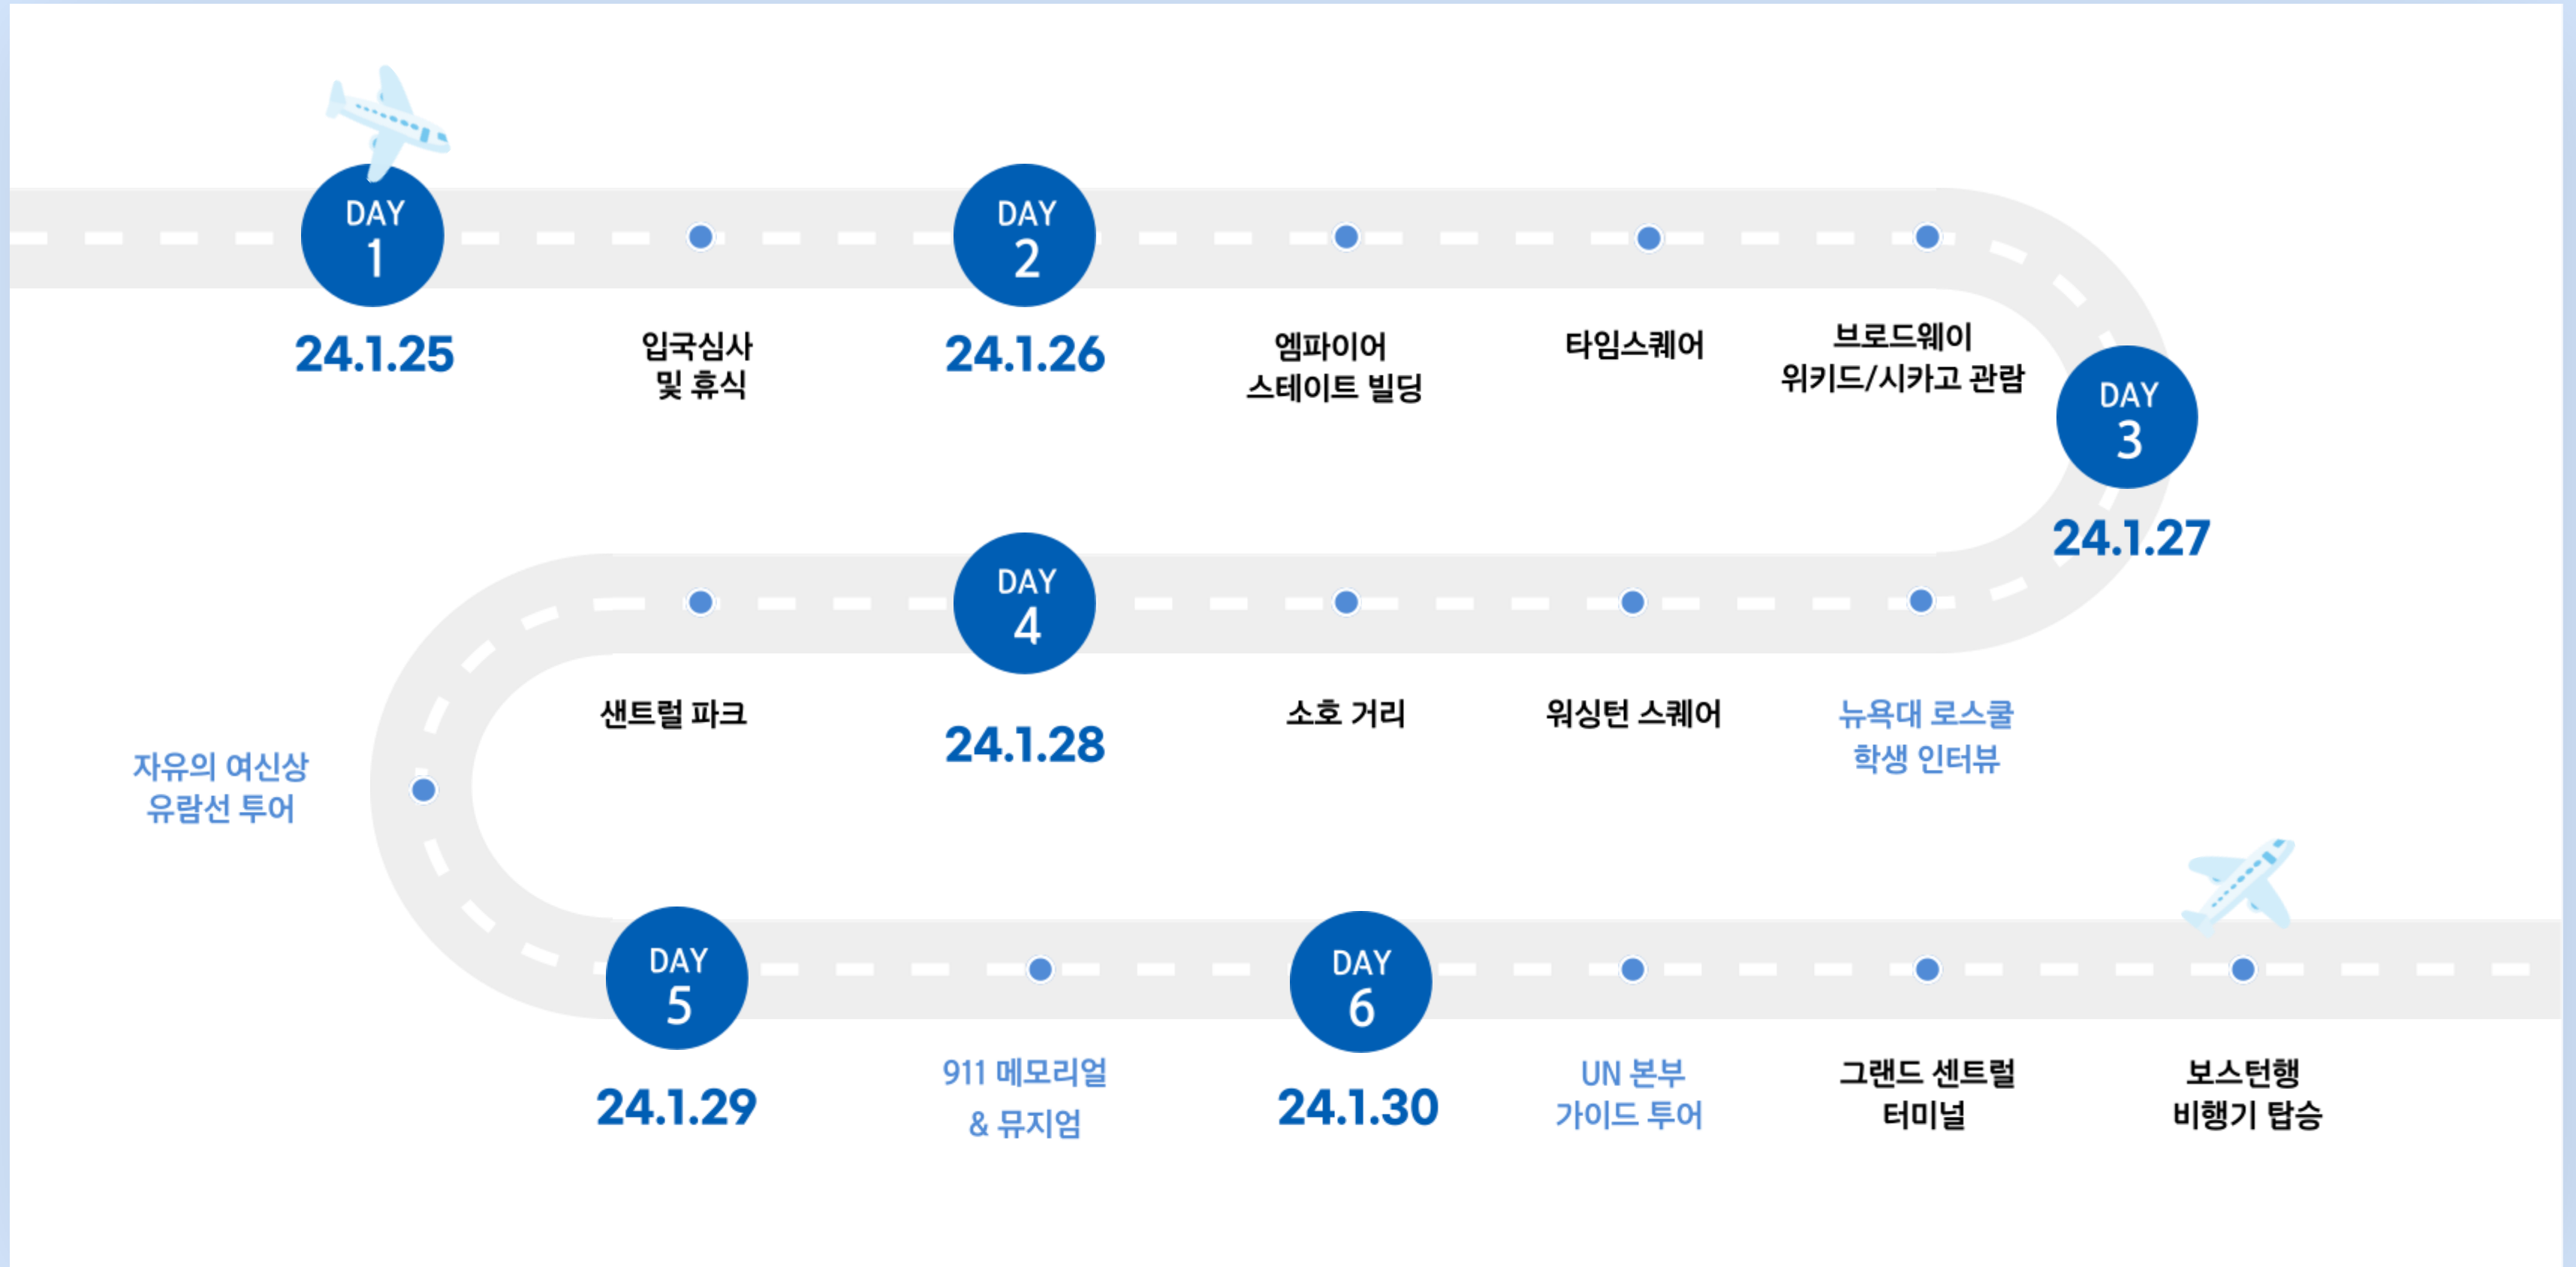 DAY
1
24.1.25
입국심사
및 휴식
DAY
2
24.1.26
엠파이어
스테이트 빌딩
타임스퀘어
브로드웨이
위키드/시카고 관람
DAY
3
24.1.27
뉴욕대 로스쿨
학생 인터뷰
워싱턴 스퀘어
소호 거리
DAY
4
24.1.28
샌트럴 파크
자유의 여신상
유람선 투어
DAY
5
24.1.29
911 메모리얼
& 뮤지엄
DAY
6
24.1.30
UN 본부
가이드 투어
그랜드 센트럴
터미널
보스턴행
비행기 탑승